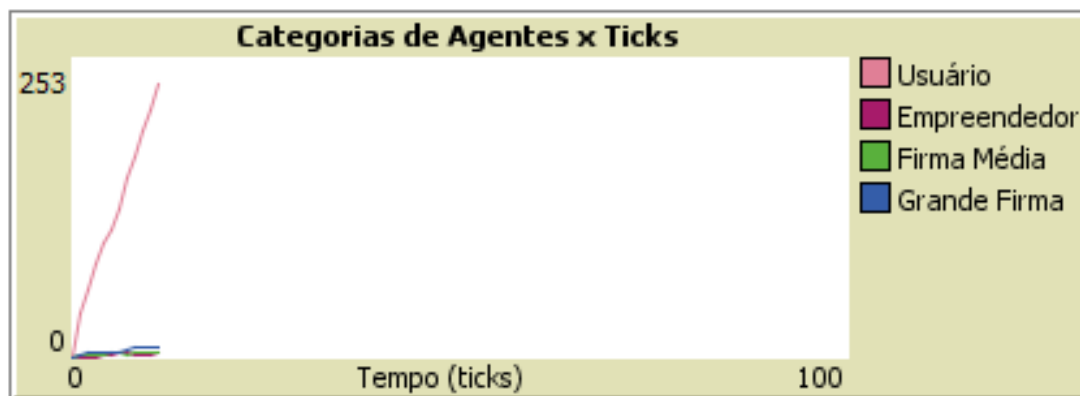 Categorias de Agentes x Ticks
253
0
0
Tempo (ticks)
100
Usuário
Empreendedor
Firma Média
Grande Firma